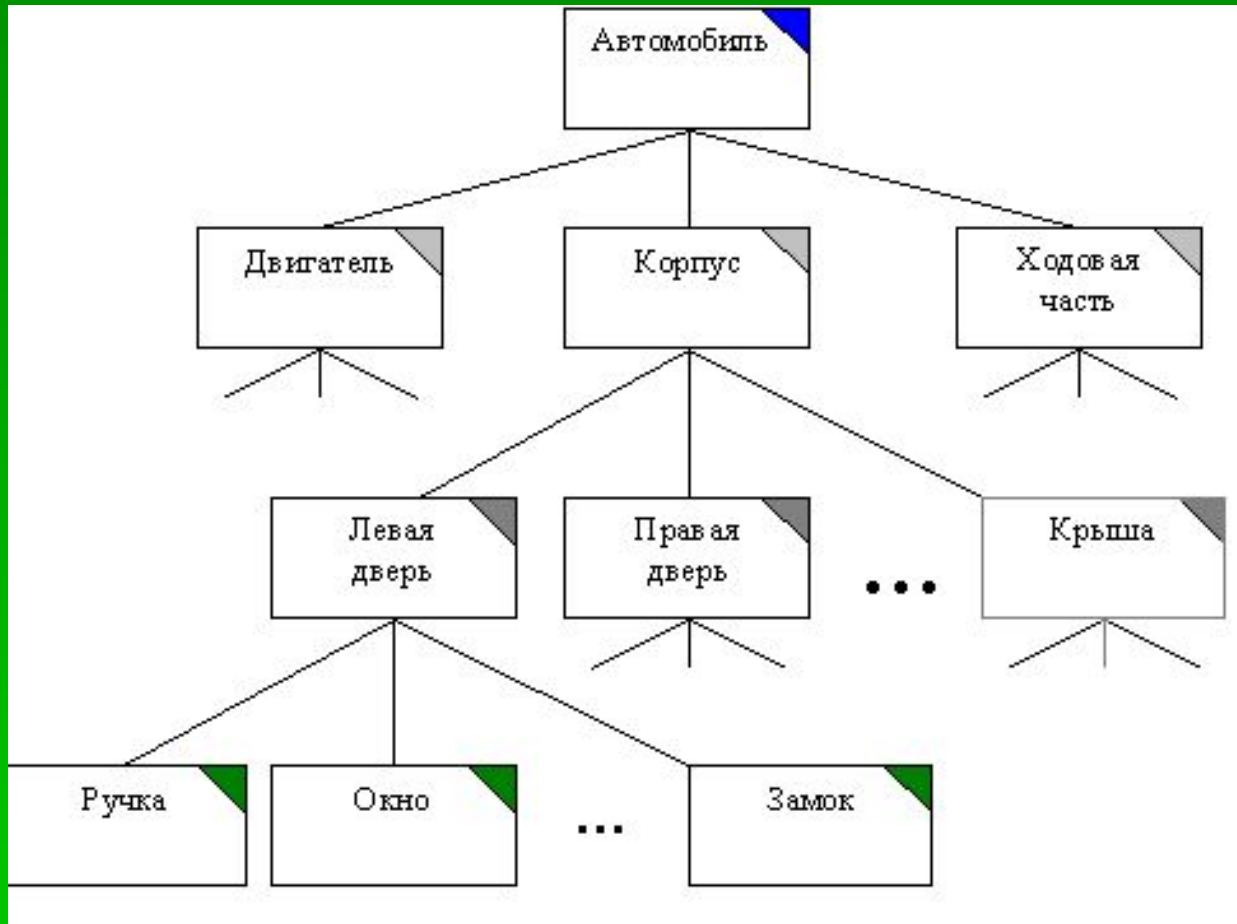 Автомобиль
Двигатель
Корпус
Ходовая
часть
Левая
дверь
Правая
дверь
...
Крыша
Ручка
Окно
...
Замок